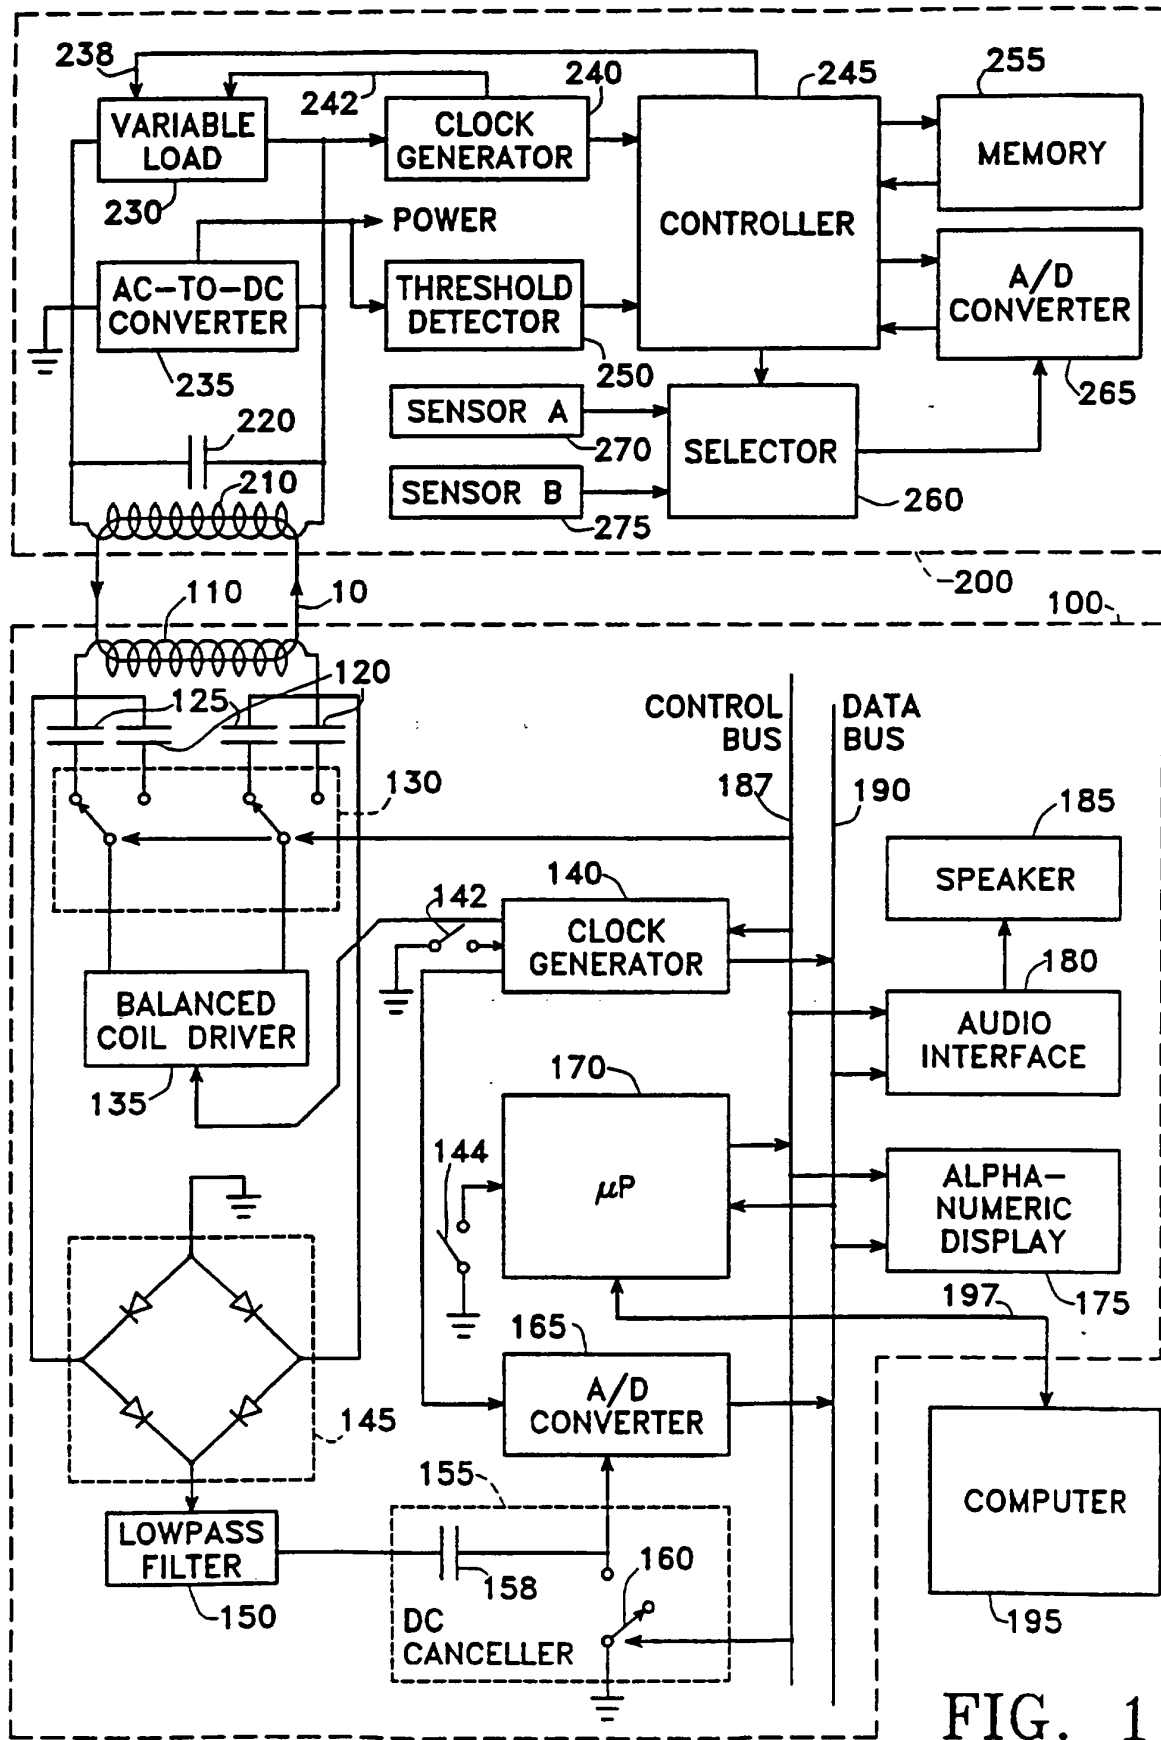 238
242
240
245
255
VARIABLE
LOAD
CLOCK
GENERATOR
MEMORY
230
POWER
CONTROLLER
AC-TO-DC
CONVERTER
THRESHOLD
DETECTOR
A/D
CONVERTER
235
250
265
220
SENSOR A
270
SELECTOR
210
SENSOR B
275
260
200
110
10
100
125
120
CONTROL
BUS
DATA
BUS
130
187
190
185
SPEAKER
140
142
CLOCK
GENERATOR
180
BALANCED
COIL DRIVER
AUDIO
INTERFACE
135
170
144
μP
ALPHA-
NUMERIC
DISPLAY
197
175
165
A/D
CONVERTER
145
155
COMPUTER
LOWPASS
FILTER
158
160
150
195
DC
CANCELLER
FIG. 1